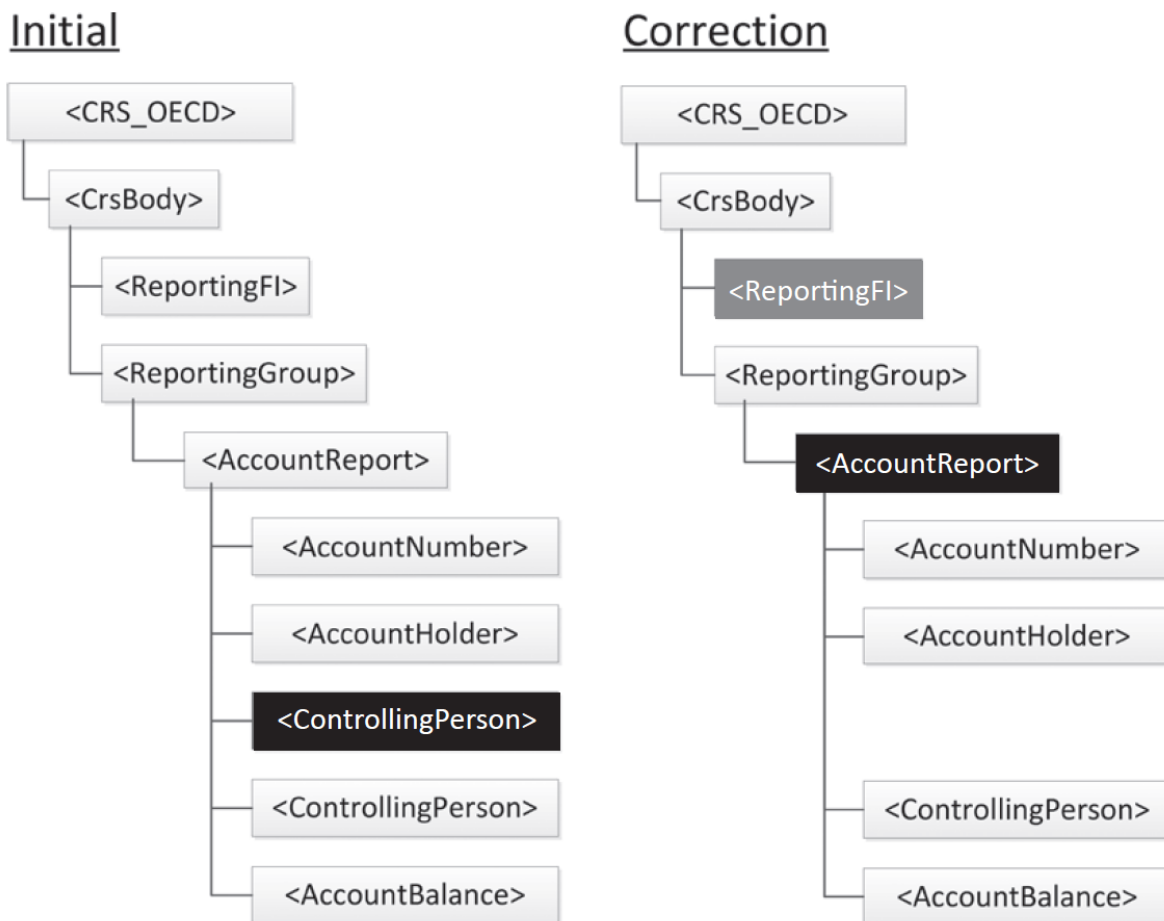 Initial
<CRS_OECD>
<CrsBody>
<ReportingFI>
<ReportingGroup>
<AccountReport>
<AccountNumber>
<AccountHolder>
<ControllingPerson>
<ControllingPerson>
<AccountBalance>
Correction
<CRS_OECD>
<CrsBody>
<ReportingFI>
<ReportingGroup>
<AccountReport>
<AccountNumber>
<AccountHolder>
<ControllingPerson>
<AccountBalance>